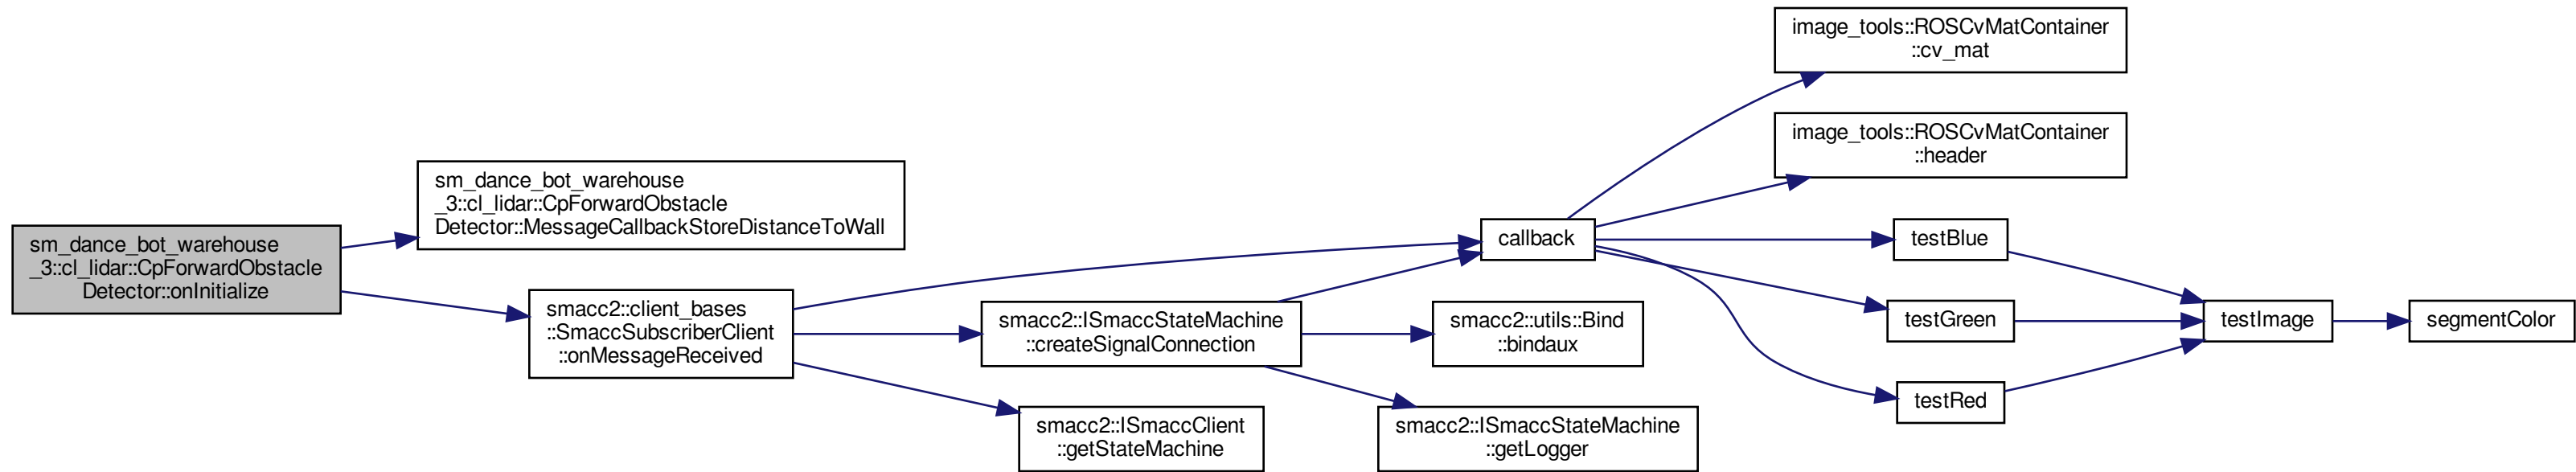 sm_dance_bot_warehouse
_3::cl_lidar::CpForwardObstacle
Detector::onInitialize
sm_dance_bot_warehouse
_3::cl_lidar::CpForwardObstacle
Detector::MessageCallbackStoreDistanceToWall
smacc2::client_bases
::SmaccSubscriberClient
::onMessageReceived
smacc2::ISmaccStateMachine
::createSignalConnection
smacc2::ISmaccClient
::getStateMachine
callback
smacc2::utils::Bind
::bindaux
smacc2::ISmaccStateMachine
::getLogger
image_tools::ROSCvMatContainer
::cv_mat
image_tools::ROSCvMatContainer
::header
testBlue
testGreen
testRed
testImage
segmentColor